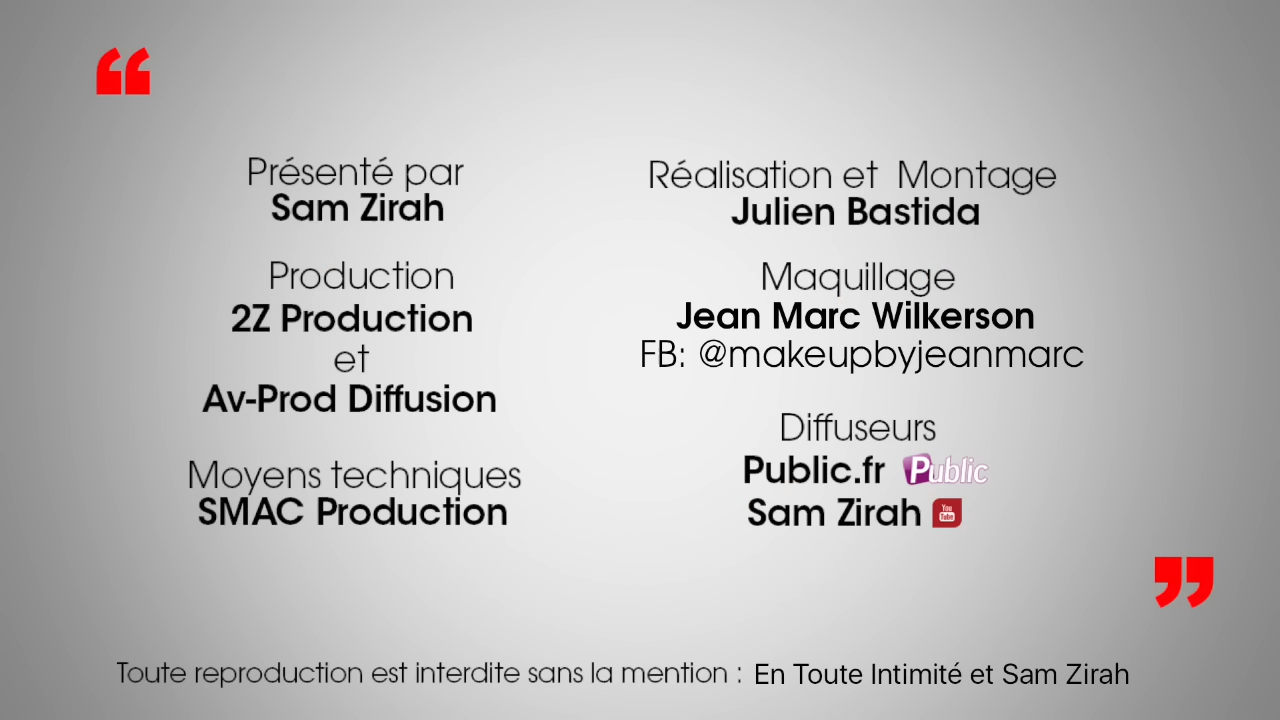 Présenté par
Sam Zirah
Production
2Z Production
et
Av-Prod Diffusion
Moyens techniques
SMAC Production
Réalisation et Montage
Julien Bastida
Maquillage
Jean Marc Wilkerson
FB: @makeupbyjeanmarc
Diffuseurs
Public.fr Public
Sam Zirah You Tube
Toute reproduction est interdite sans la mention : En Toute Intimité et Sam Zirah